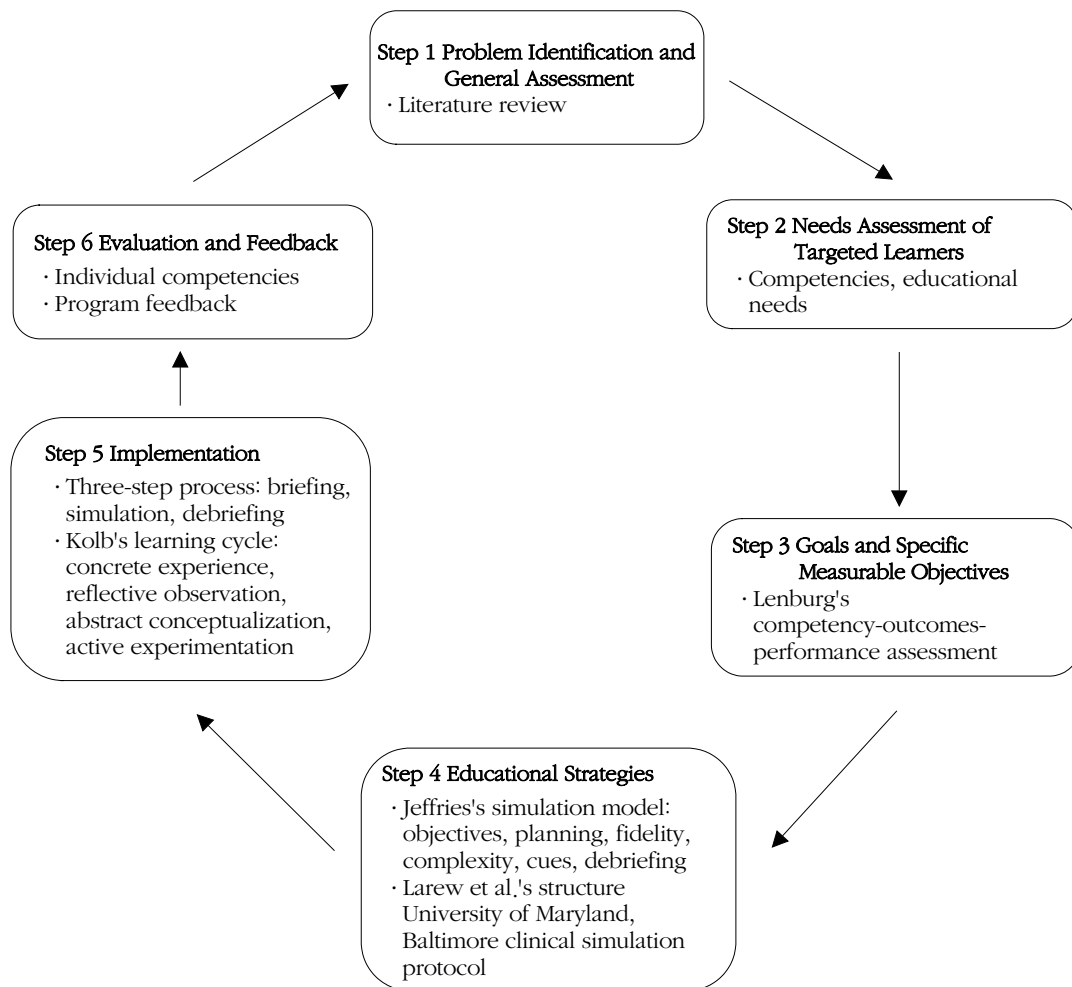 Step 1 Problem Identification and
General Assessment
· Literature review
Step 2 Needs Assessment of
Targeted Learners
· Competencies, educational
needs
Step 3 Goals and Specific
Measurable Objectives
· Lenburg's
competency-outcomes-
performance assessment
Step 4 Educational Strategies
· Jeffries's simulation model:
objectives, planning, fidelity,
complexity, cues, debriefing
· Larew et al.'s structure
University of Maryland,
Baltimore clinical simulation
protocol
Step 5 Implementation
· Three-step process: briefing,
simulation, debriefing
· Kolb's learning cycle:
concrete experience,
reflective observation,
abstract conceptualization,
active experimentation
Step 6 Evaluation and Feedback
· Individual competencies
· Program feedback